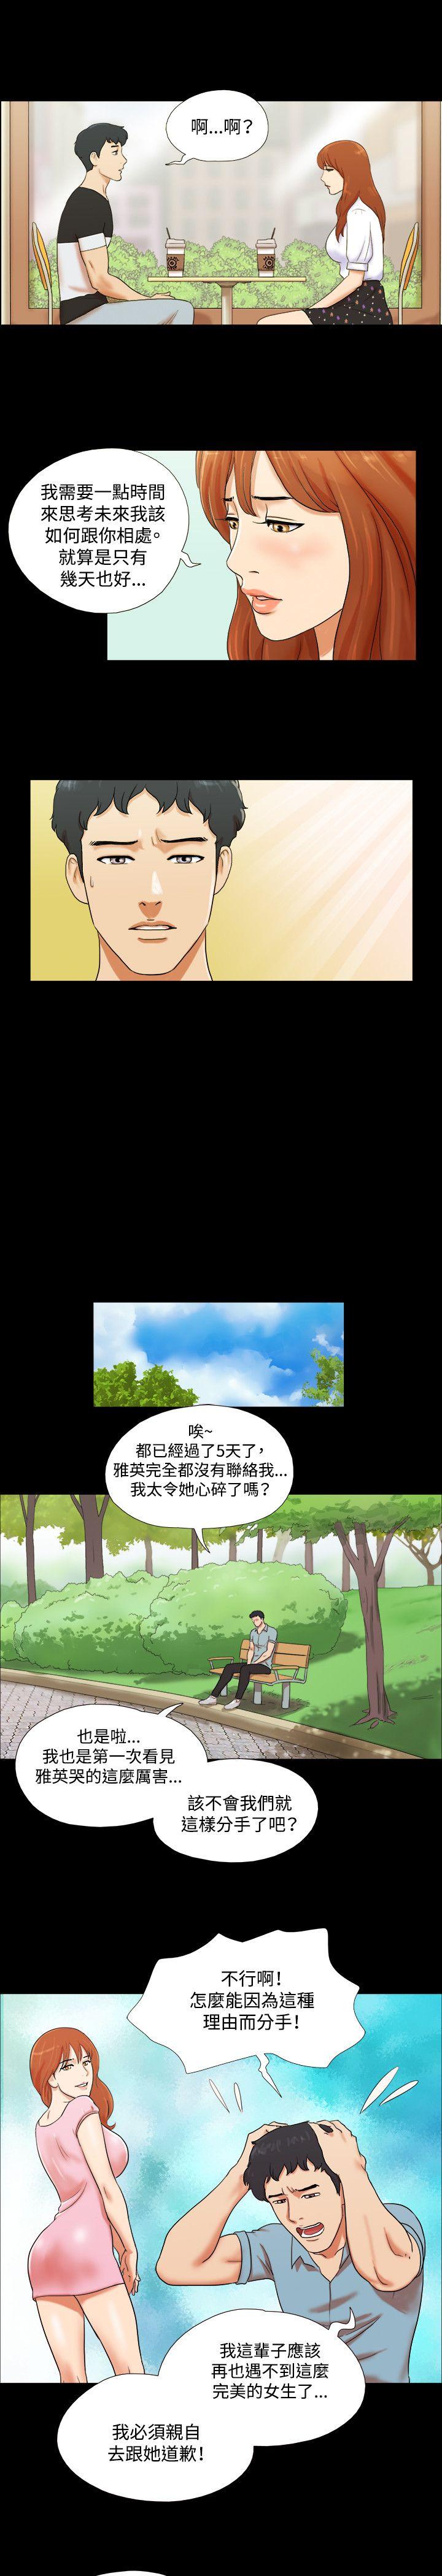 啊...啊？
我需要一點時間
來思考未來我該
如何跟你相處。
就算是只有
幾天也好...
唉~
都已經過了5天了，
雅英完全都沒有聯絡我...
我太令她心碎了嗎？
也是啦...
我也是第一次看見
雅英哭的這麼厲害...
該不會我們就
這樣分手了吧？
不行啊！
怎麼能因為這種
理由而分手！
我這輩子應該
再也遇不到這麼
完美的女生了...
我必須親自
去跟她道歉！